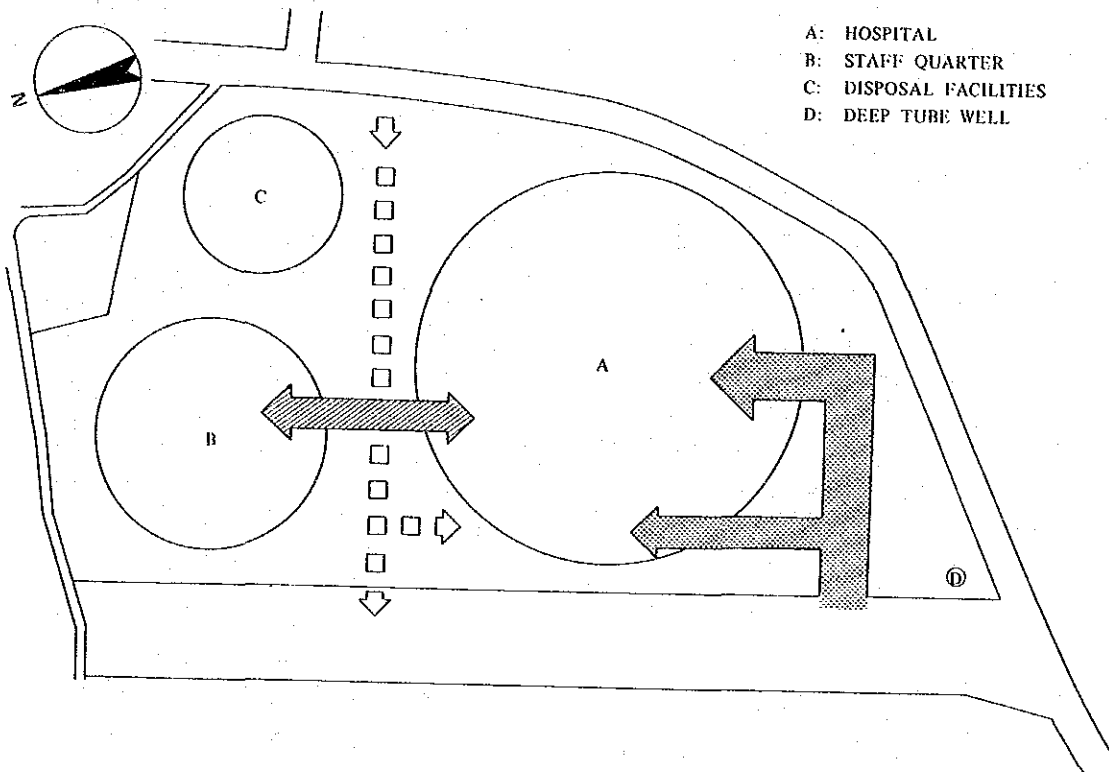 A: HOSPITAL
B: STAFF QUARTER
C: DISPOSAL FACILITIES
D: DEEP TUBE WELL
N
C
A
B
D